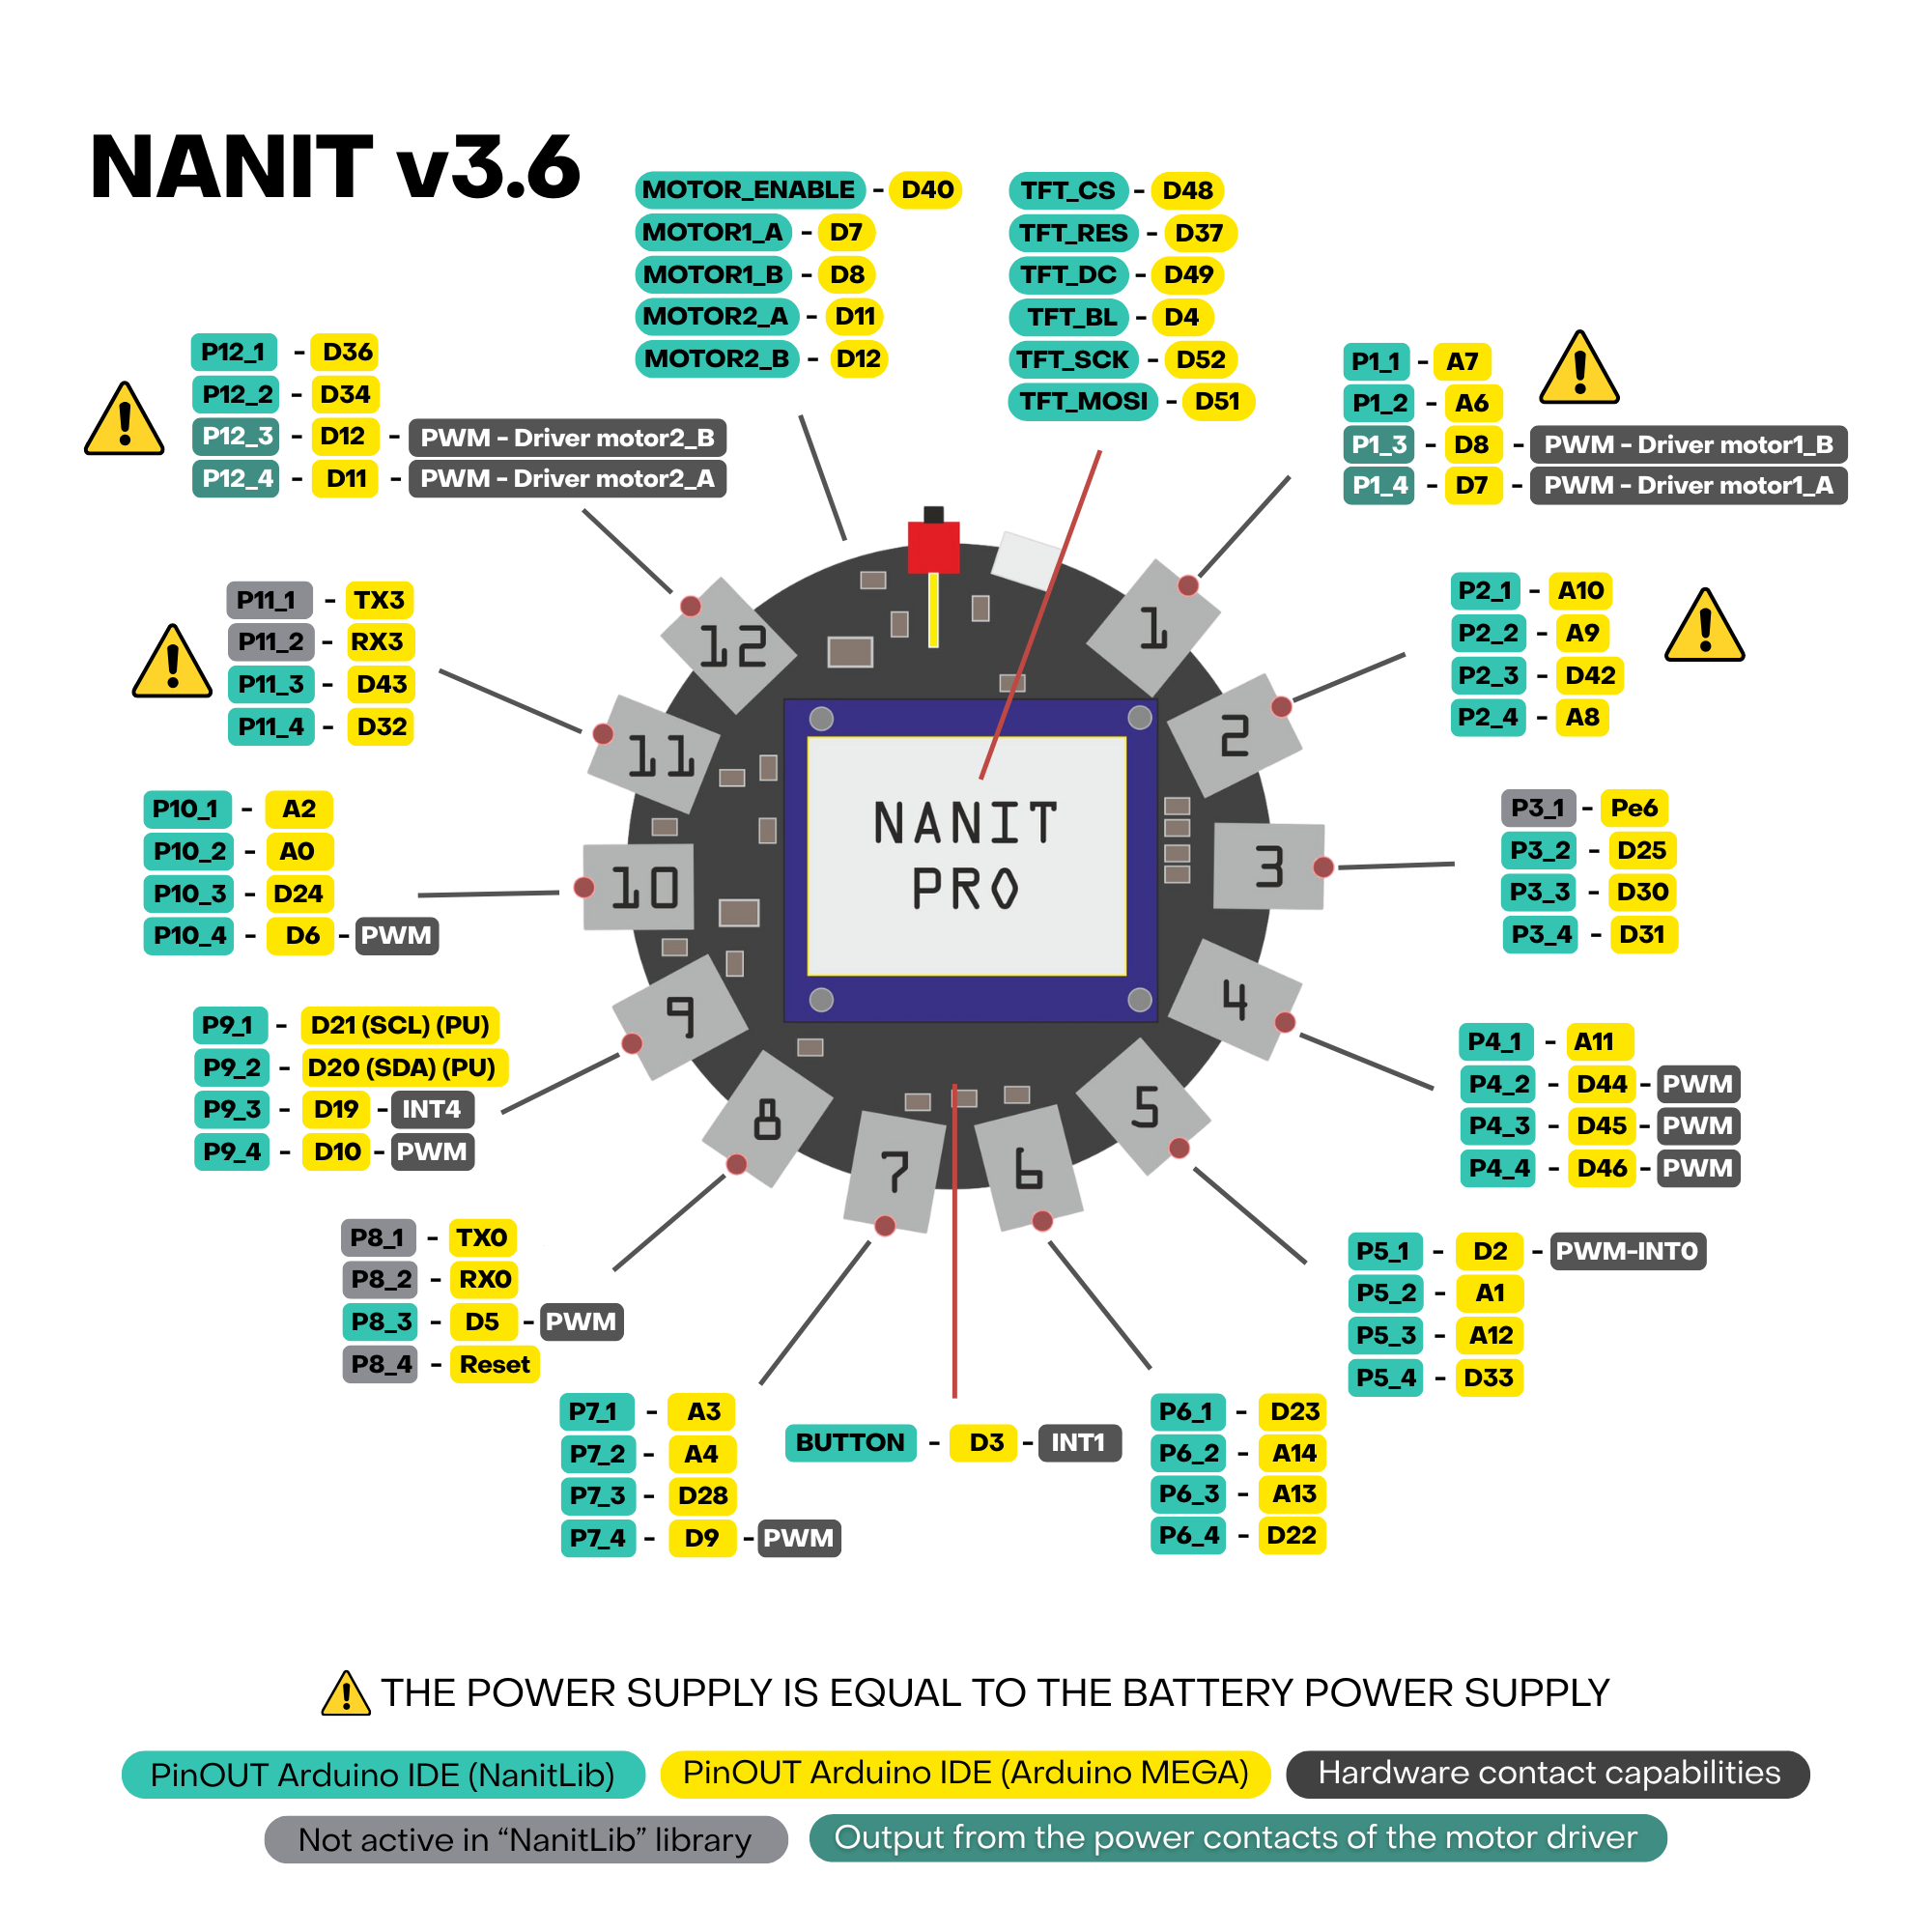 NANIT v3.6
MOTOR_ENABLE - D40
MOTOR1_A - D7
MOTOR1_B - D8
MOTOR2_A - D11
MOTOR2_B - D12
TFT_CS - D48
TFT_RES - D37
TFT_DC - D49
TFT_BL - D4
TFT_SCK - D52
TFT_MOSI - D51
P12_1 - D36
P12_2 - D34
P12_3 - D12 - PWM - Driver motor2_B
P12_4 - D11 - PWM - Driver motor2_A
P1_1 - A7
P1_2 - A6
P1_3 - D8 - PWM - Driver motor1_B
P1_4 - D7 - PWM - Driver motor1_A
P11_1 - TX3
P11_2 - RX3
P11_3 - D43
P11_4 - D32
P2_1 - A10
P2_2 - A9
P2_3 - D42
P2_4 - A8
P10_1 - A2
P10_2 - A0
P10_3 - D24
P10_4 - D6 - PWM
P3_1 - Pe6
P3_2 - D25
P3_3 - D30
P3_4 - D31
P9_1 - D21 (SCL) (PU)
P9_2 - D20 (SDA) (PU)
P9_3 - D19 - INT4
P9_4 - D10 - PWM
P4_1 - A11
P4_2 - D44 - PWM
P4_3 - D45 - PWM
P4_4 - D46 - PWM
P8_1 - TX0
P8_2 - RX0
P8_3 - D5 - PWM
P8_4 - Reset
P5_1 - D2 - PWM-INT0
P5_2 - A1
P5_3 - A12
P5_4 - D33
P7_1 - A3
P7_2 - A4
P7_3 - D28
P7_4 - D9 - PWM
BUTTON - D3 - INT1
P6_1 - D23
P6_2 - A14
P6_3 - A13
P6_4 - D22
12
1
11
2
10
3
9
4
8
5
7
6
NANIT
PRO
THE POWER SUPPLY IS EQUAL TO THE BATTERY POWER SUPPLY
PinOUT Arduino IDE (NanitLib)
PinOUT Arduino IDE (Arduino MEGA)
Hardware contact capabilities
Not active in “NanitLib” library
Output from the power contacts of the motor driver